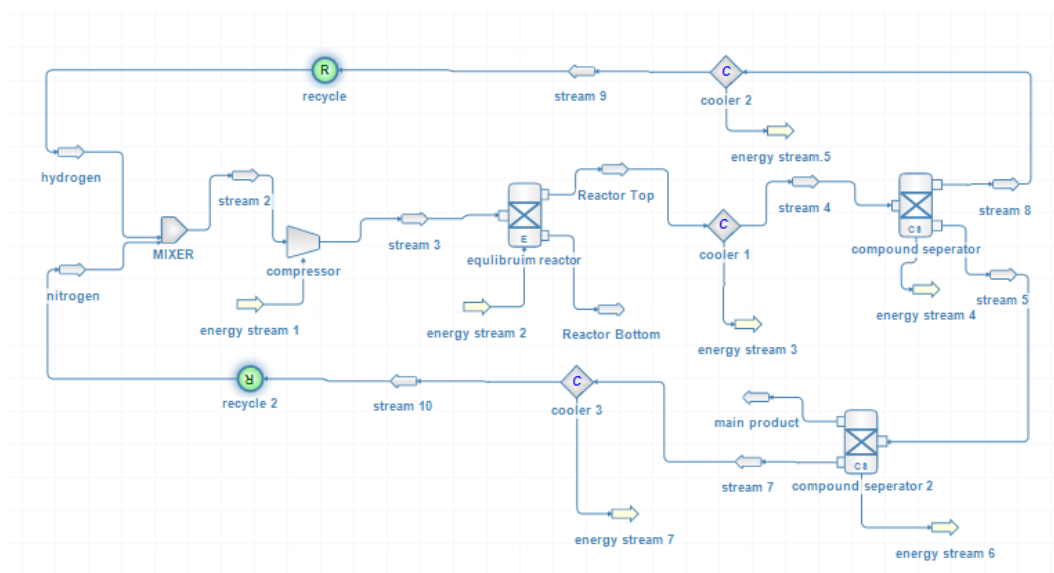 R
recycle
stream 9
C
cooler 2
energy stream.5
hydrogen
stream 2
MIXER
nitrogen
compressor
energy stream 1
stream 3
E
equlibruim reactor
energy stream 2
Reactor Top
Reactor Bottom
C
cooler 1
energy stream 3
stream 4
CS
compound seperator
energy stream 4
stream 8
stream 5
R
recycle 2
stream 10
C
cooler 3
energy stream 7
main product
stream 7
CS
compound seperator 2
energy stream 6